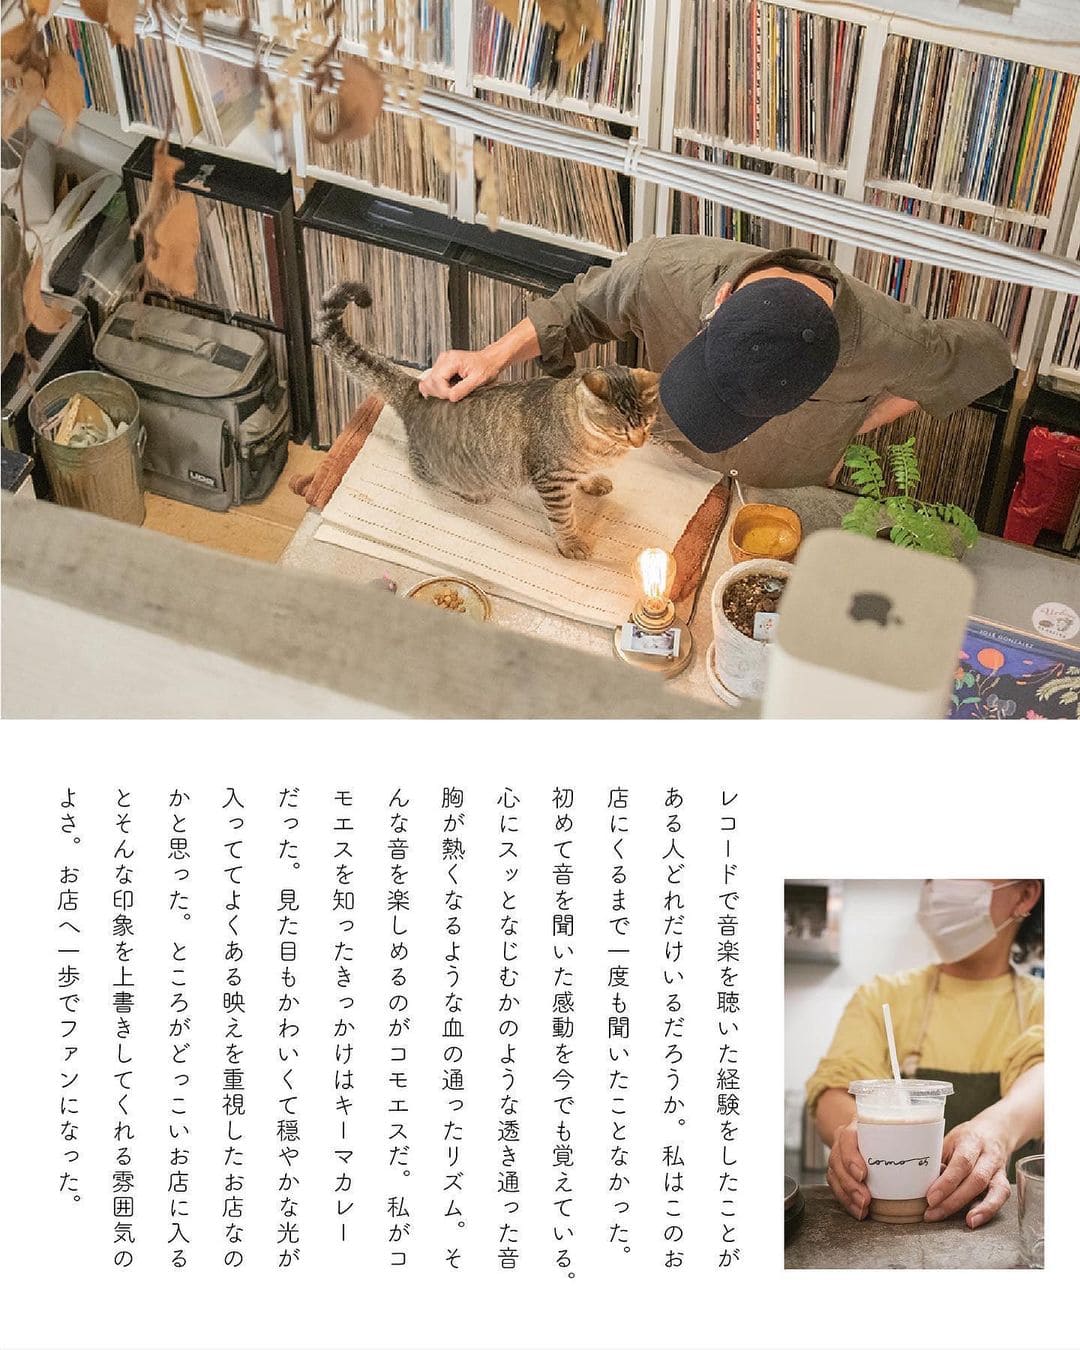 UDG
JOSÉ GONZÁLEZ
レコードで音楽を聴いた経験をしたことが
ある人どれだけいるだろうか。私はこのお
店にくるまで一度も聞いたことなかった。
初めて音を聞いた感動を今でも覚えている。
心にスッとなじむかのような透き通った音
胸が熱くなるような血の通ったリズム。そ
んな音を楽しめるのがコモエスだ。私がコ
モエスを知ったきっかけはキーマカレー
だった。見た目もかわいくて穏やかな光が
入っててよくある映えを重視したお店なの
かと思った。ところがどっこいお店に入る
とそんな印象を上書きしてくれる雰囲気の
よさ。お店へ一歩でファンになった。
como es